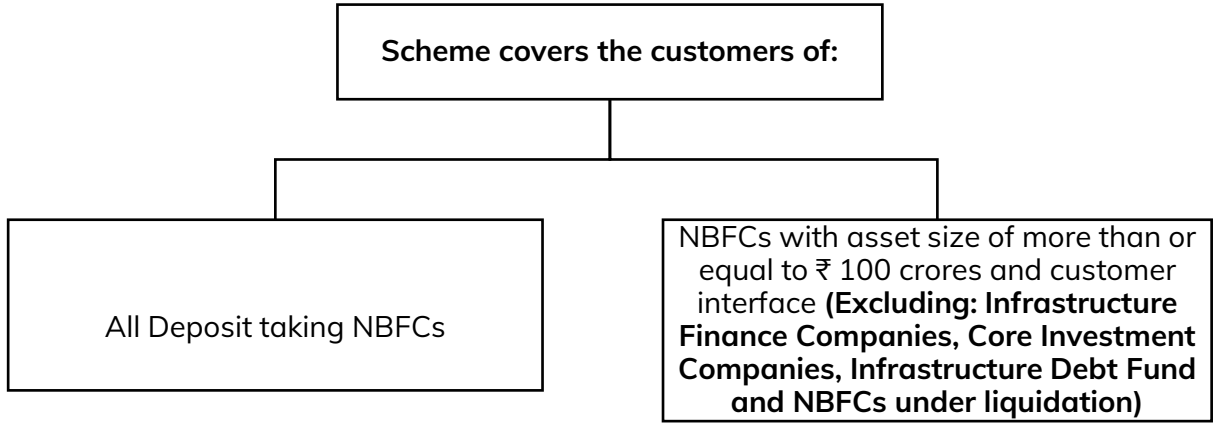 Scheme covers the customers of:
All Deposit taking NBFCs
NBFCs with asset size of more than or
equal to ₹ 100 crores and customer
interface (Excluding: Infrastructure
Finance Companies, Core Investment
Companies, Infrastructure Debt Fund
and NBFCs under liquidation)